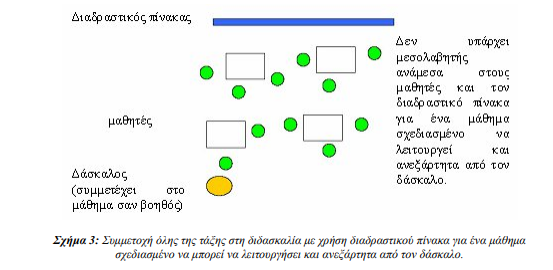 Διαδραστικός πίνακας
Δεν υπάρχει
μεσολαβητής
ανάμεσα στους
μαθητές και τον
διαδραστικό πίνακα
για ένα μάθημα
σχεδιασμένο να
λειτουργεί και
ανεξάρτητα από τον
δάσκαλο.
μαθητές
Δάσκαλος
(συμμετέχει στο
μάθημα σαν βοηθός)
Σχήμα 3: Συμμετοχή όλης της τάξης στη διδασκαλία με χρήση διαδραστικού πίνακα για ένα μάθημα
σχεδιασμένο να μπορεί να λειτουργήσει και ανεξάρτητα από τον δάσκαλο.